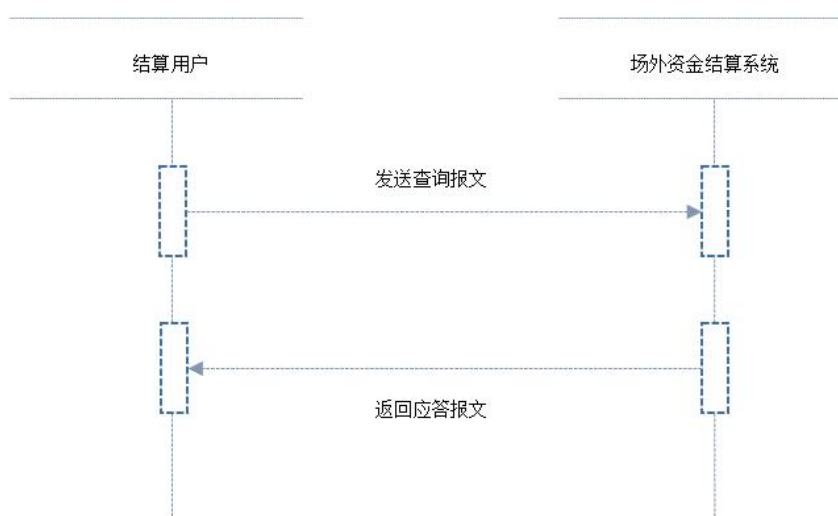 结算用户
场外资金结算系统
发送查询报文
返回应答报文